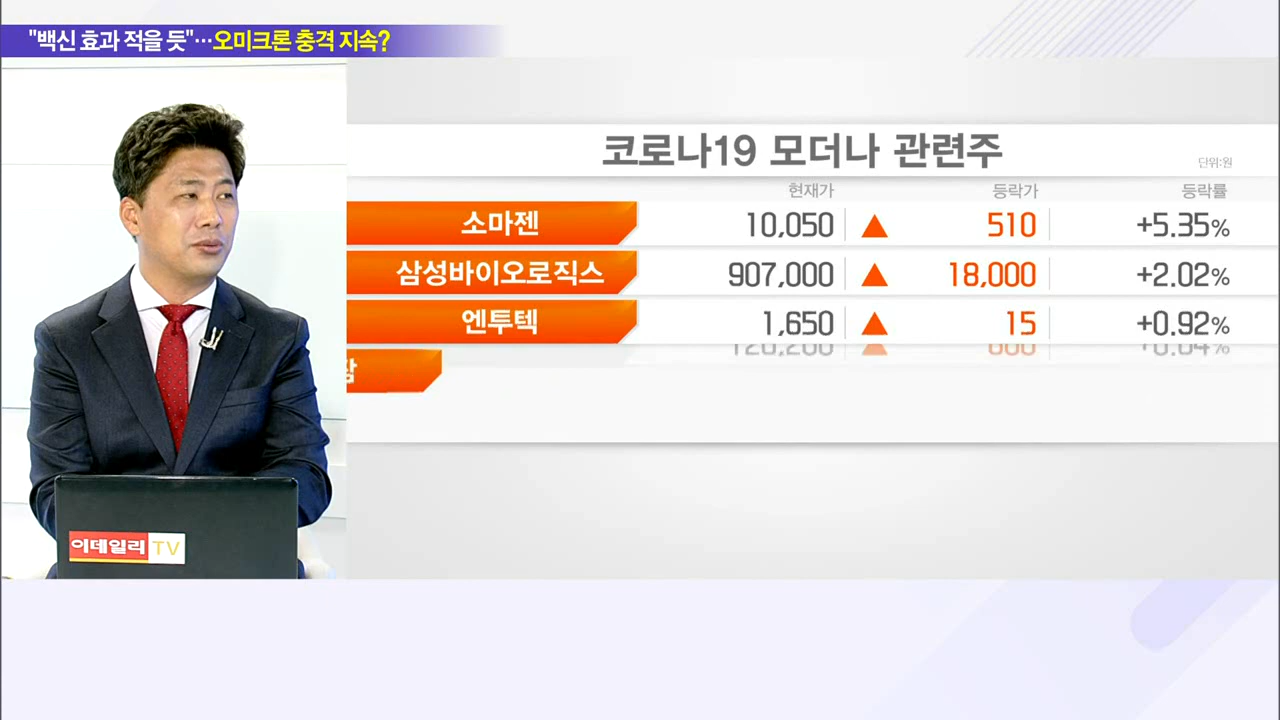 "백신 효과 적을 듯"…오미크론 충격 지속?
코로나19 모더나 관련주
단위:원
현재가 등락가 등락률
소마젠 10,050 ▲ 510 +5.35%
삼성바이오로직스 907,000 ▲ 18,000 +2.02%
엔투텍 1,650 ▲ 15 +0.92%
이데일리 TV